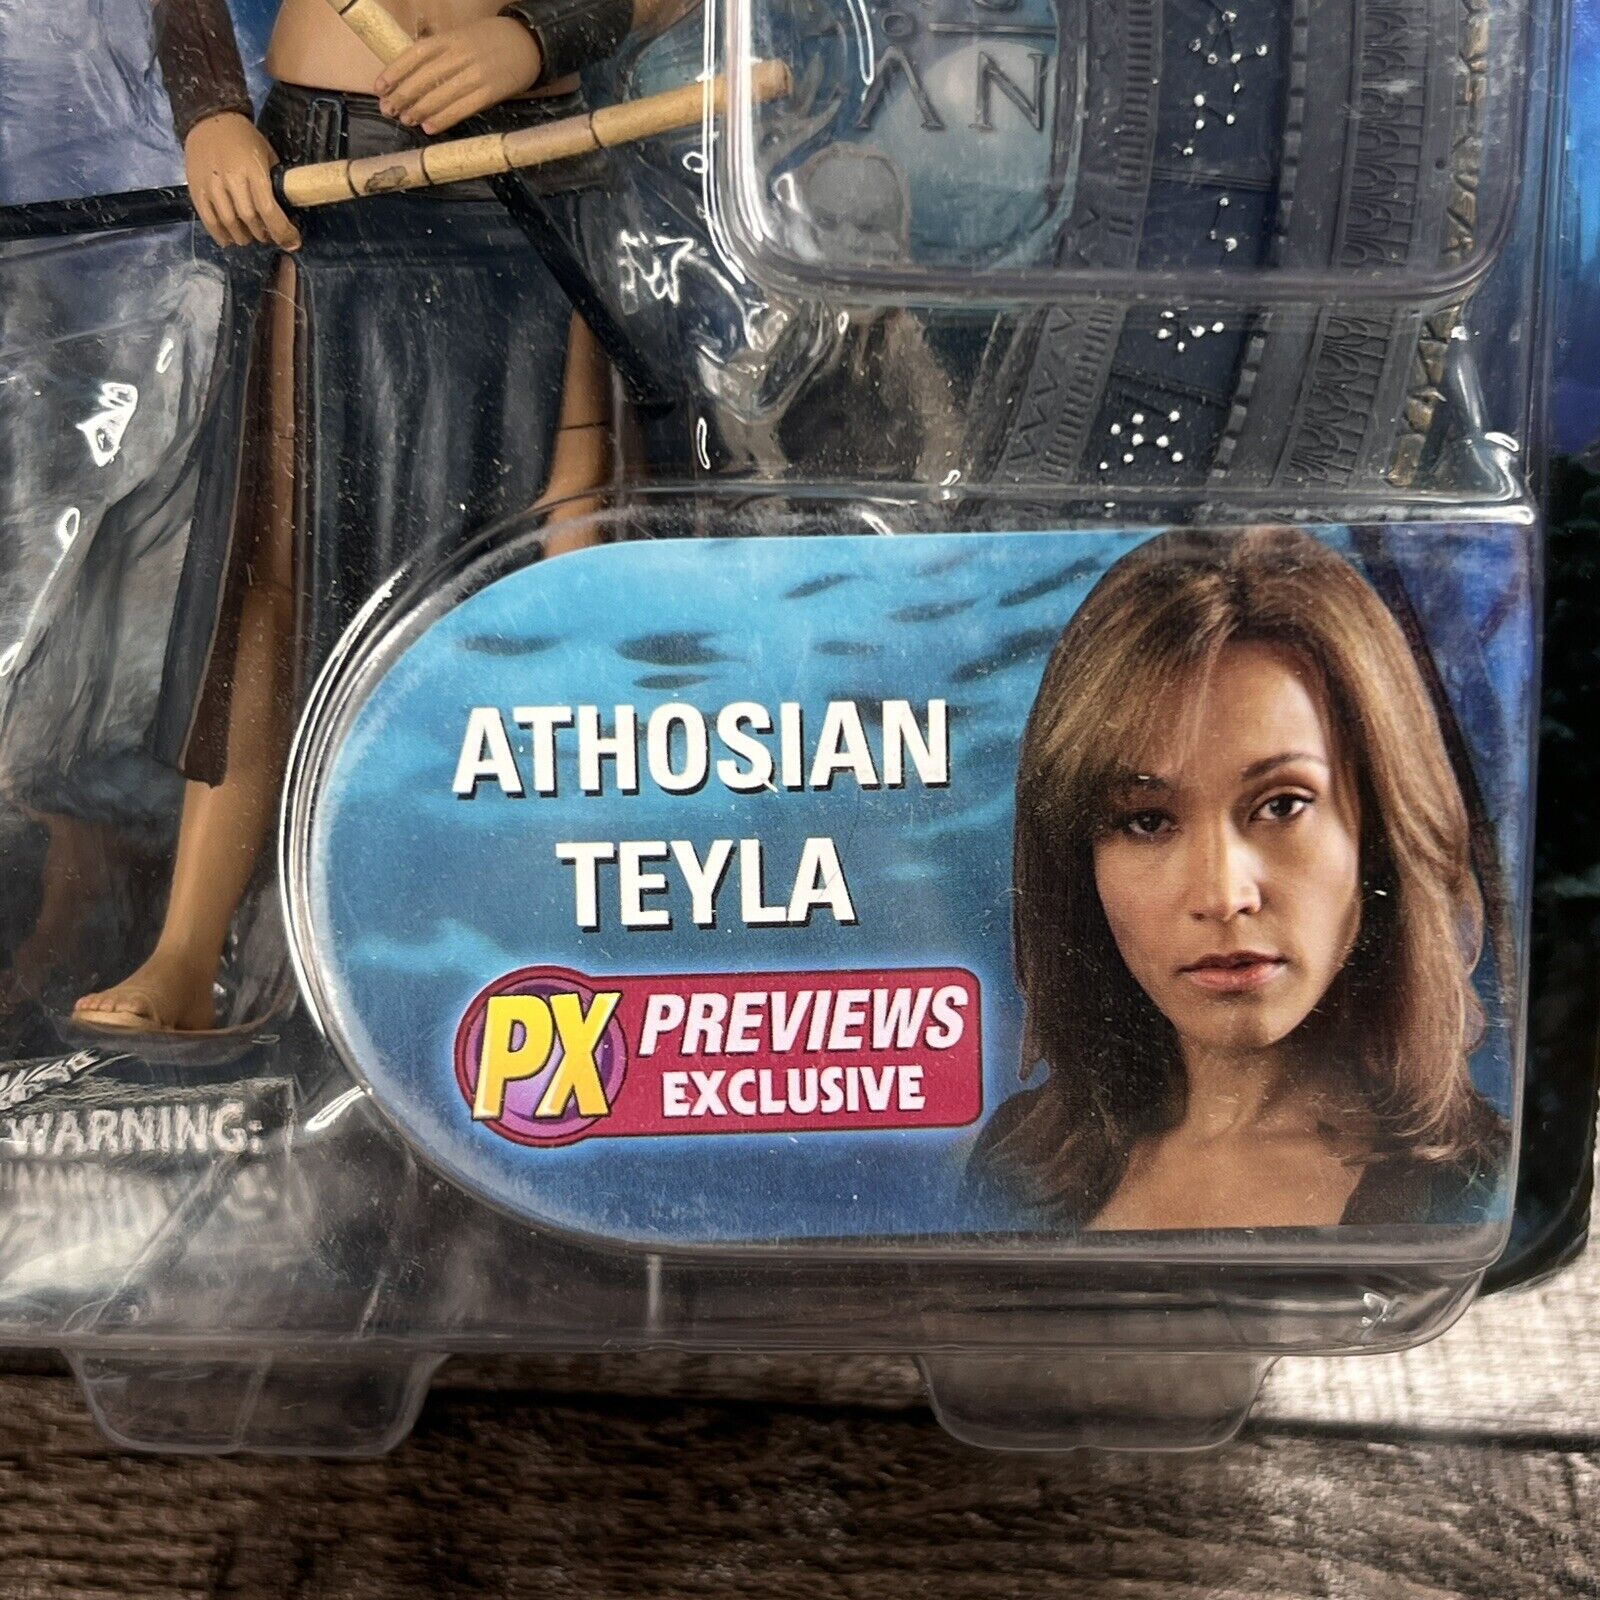 ATHOSIAN
TEYLA
PX PREVIEWS
EXCLUSIVE
WARNING: